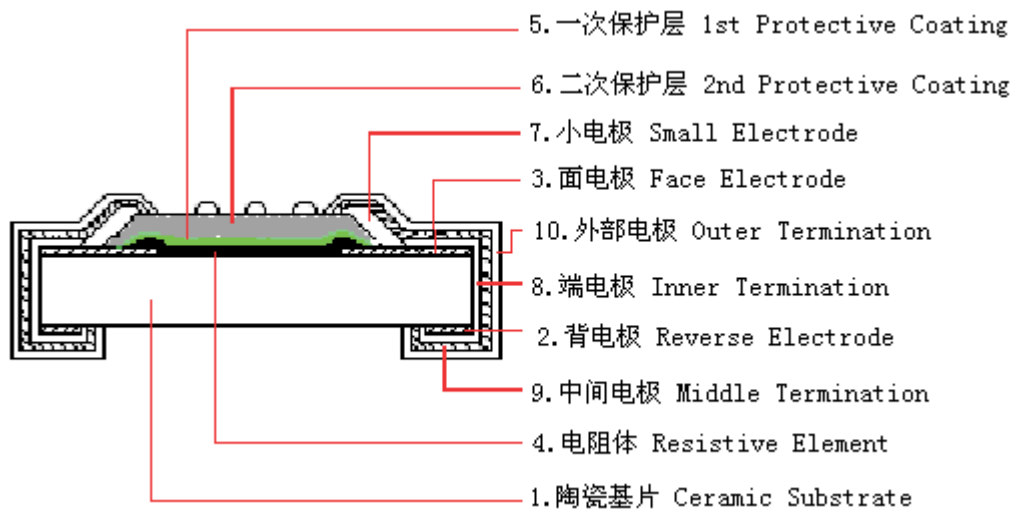 5.一次保护层 1st Protective Coating
6.二次保护层 2nd Protective Coating
7.小电极 Small Electrode
3.面电极 Face Electrode
10.外部电极 Outer Termination
8.端电极 Inner Termination
2.背电极 Reverse Electrode
9.中间电极 Middle Termination
4.电阻体 Resistive Element
1.陶瓷基片 Ceramic Substrate